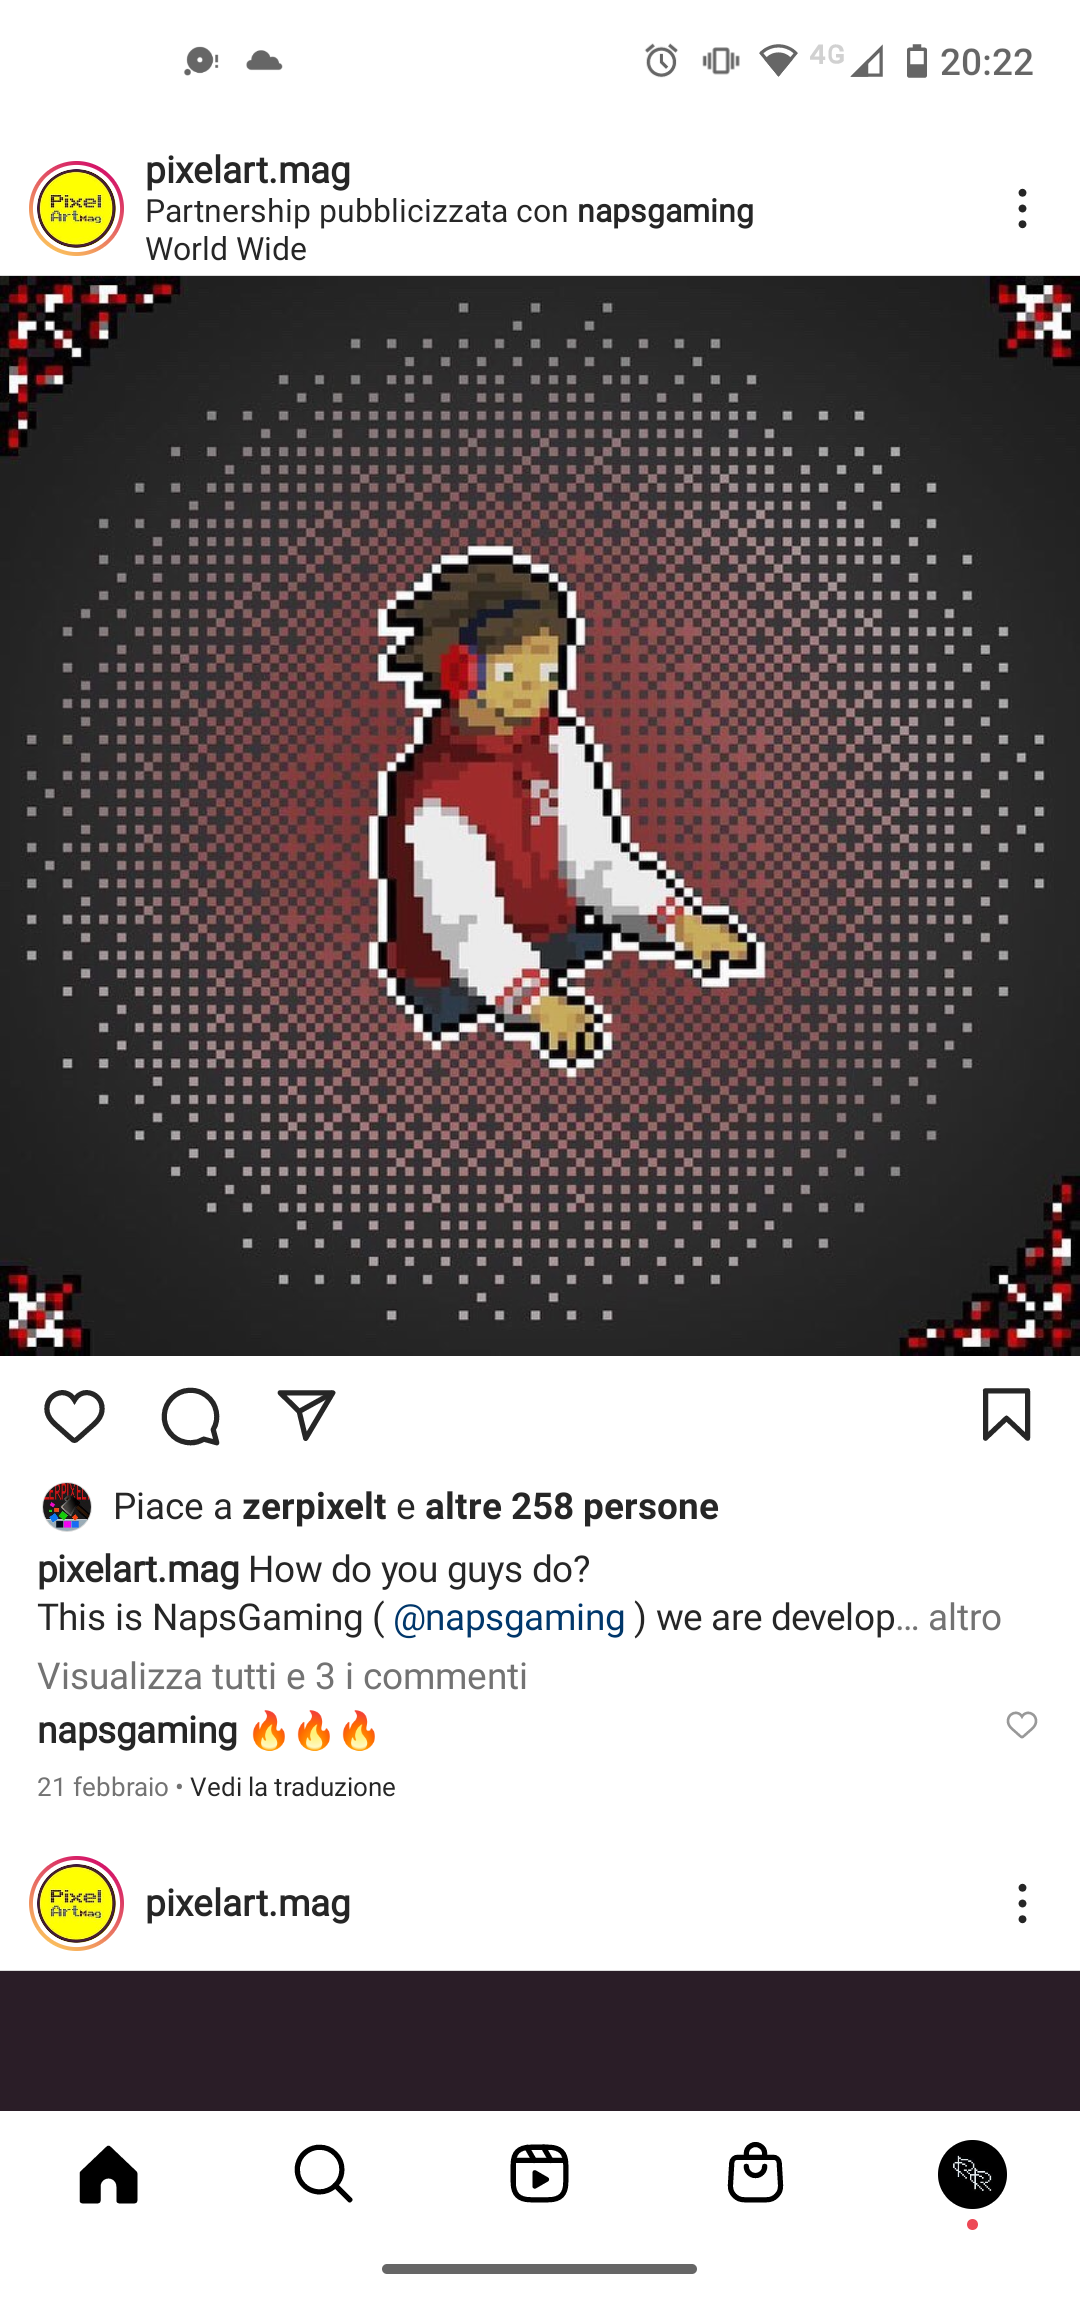 4G 20:22
pixelart.mag
Partnership pubblicizzata con napsgaming
World Wide
Pixel
ArtMag
Piace a zerpixelt e altre 258 persone
pixelart.mag How do you guys do?
This is NapsGaming ( @napsgaming ) we are develop... altro
Visualizza tutti e 3 i commenti
napsgaming 🔥🔥🔥
21 febbraio • Vedi la traduzione
Pixel
ArtMag
pixelart.mag